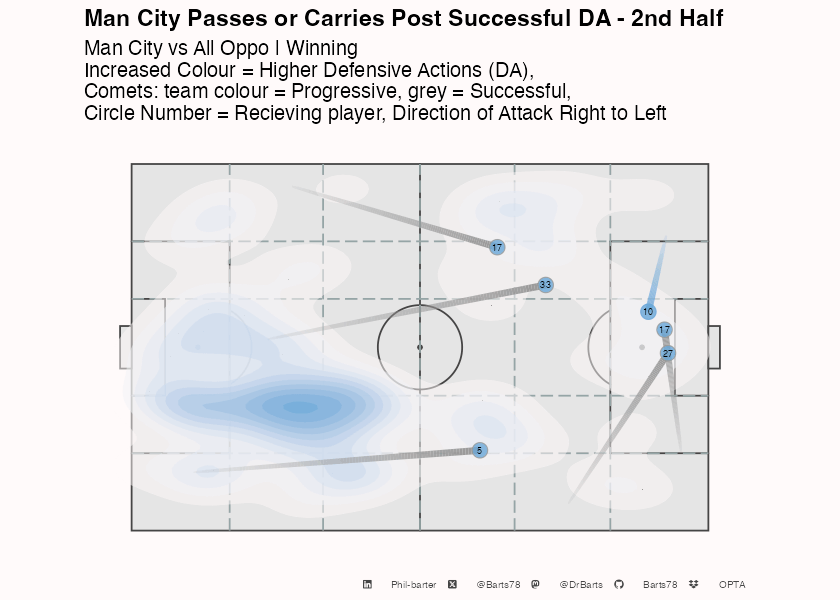 Man City Passes or Carries Post Successful DA - 2nd Half
Man City vs All Oppo | Winning
Increased Colour = Higher Defensive Actions (DA),
Comets: team colour = Progressive, grey = Successful,
Circle Number = Recieving player, Direction of Attack Right to Left
17
33
10
17
27
5
Phil-barter @Barts78 @DrBarts Barts78 OPTA